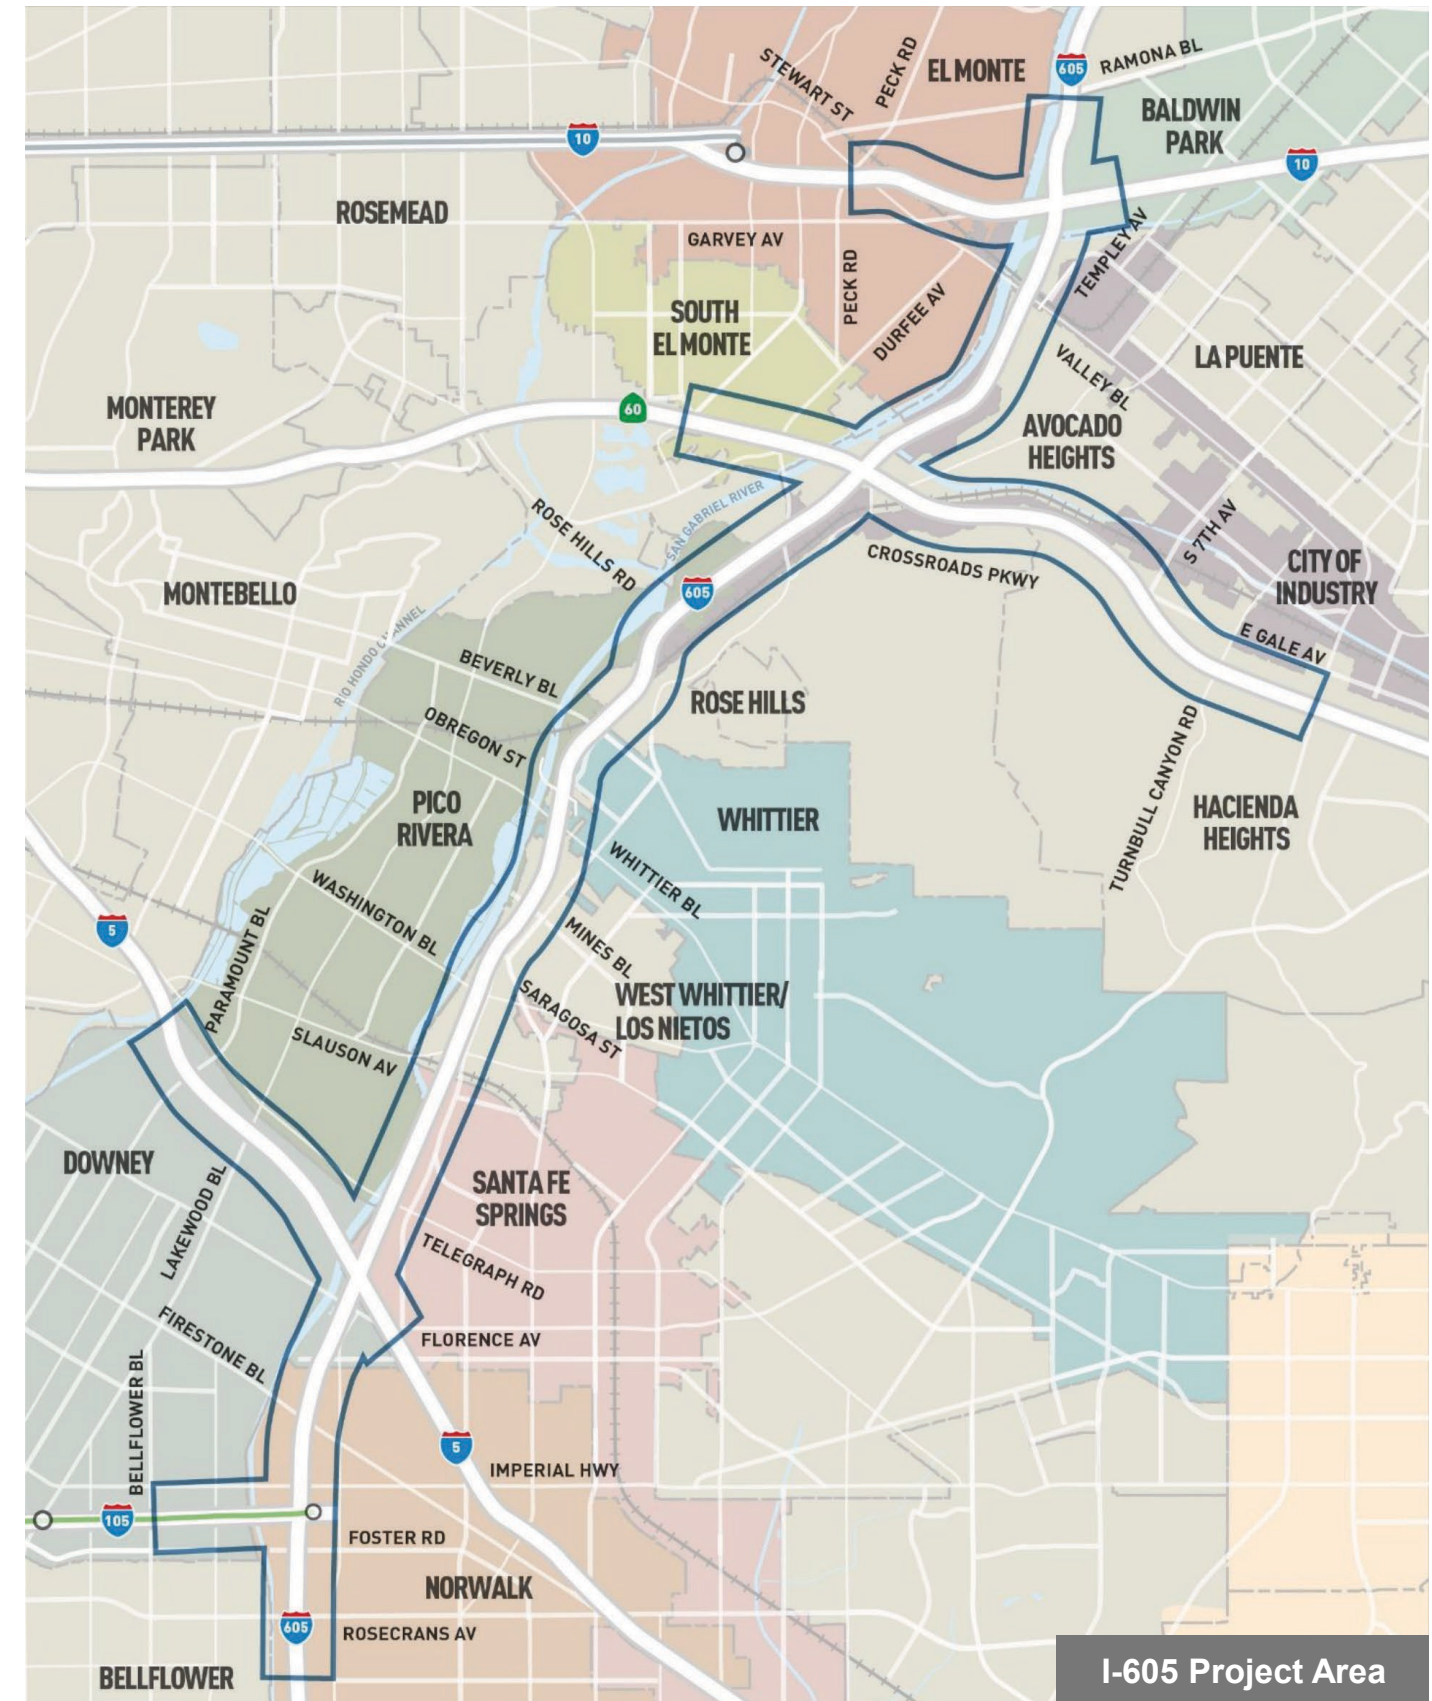 STEWART ST
PECK RD
EL MONTE
605
RAMONA BL
BALDWIN
PARK
10
10
ROSEMEAD
GARVEY AV
PECK RD
DURFEE AV
TEMPLEY AV
SOUTH
EL MONTE
VALLEY BL
LA PUENTE
MONTEREY
PARK
60
AVOCADO
HEIGHTS
SAN GABRIEL RIVER
ROSE HILLS RD
S 7TH AV
CROSSROADS PKWY
CITY OF
INDUSTRY
MONTEBELLO
605
RIO HONDO CHANNEL
E GALE AV
BEVERLY BL
ROSE HILLS
OBREGON ST
TURNBULL CANYON RD
PICO
RIVERA
WHITTIER
HACIENDA
HEIGHTS
WHITTIER BL
WASHINGTON BL
5
PARAMOUNT BL
MINES BL
WEST WHITTIER/
LOS NIETOS
SARAGOSA ST
SLAUSON AV
DOWNEY
LAKEWOOD BL
SANTA FE
SPRINGS
TELEGRAPH RD
FIRESTONE BL
FLORENCE AV
BELLFLOWER BL
5
IMPERIAL HWY
105
FOSTER RD
NORWALK
605
ROSECRANS AV
BELLFLOWER
I-605 Project Area